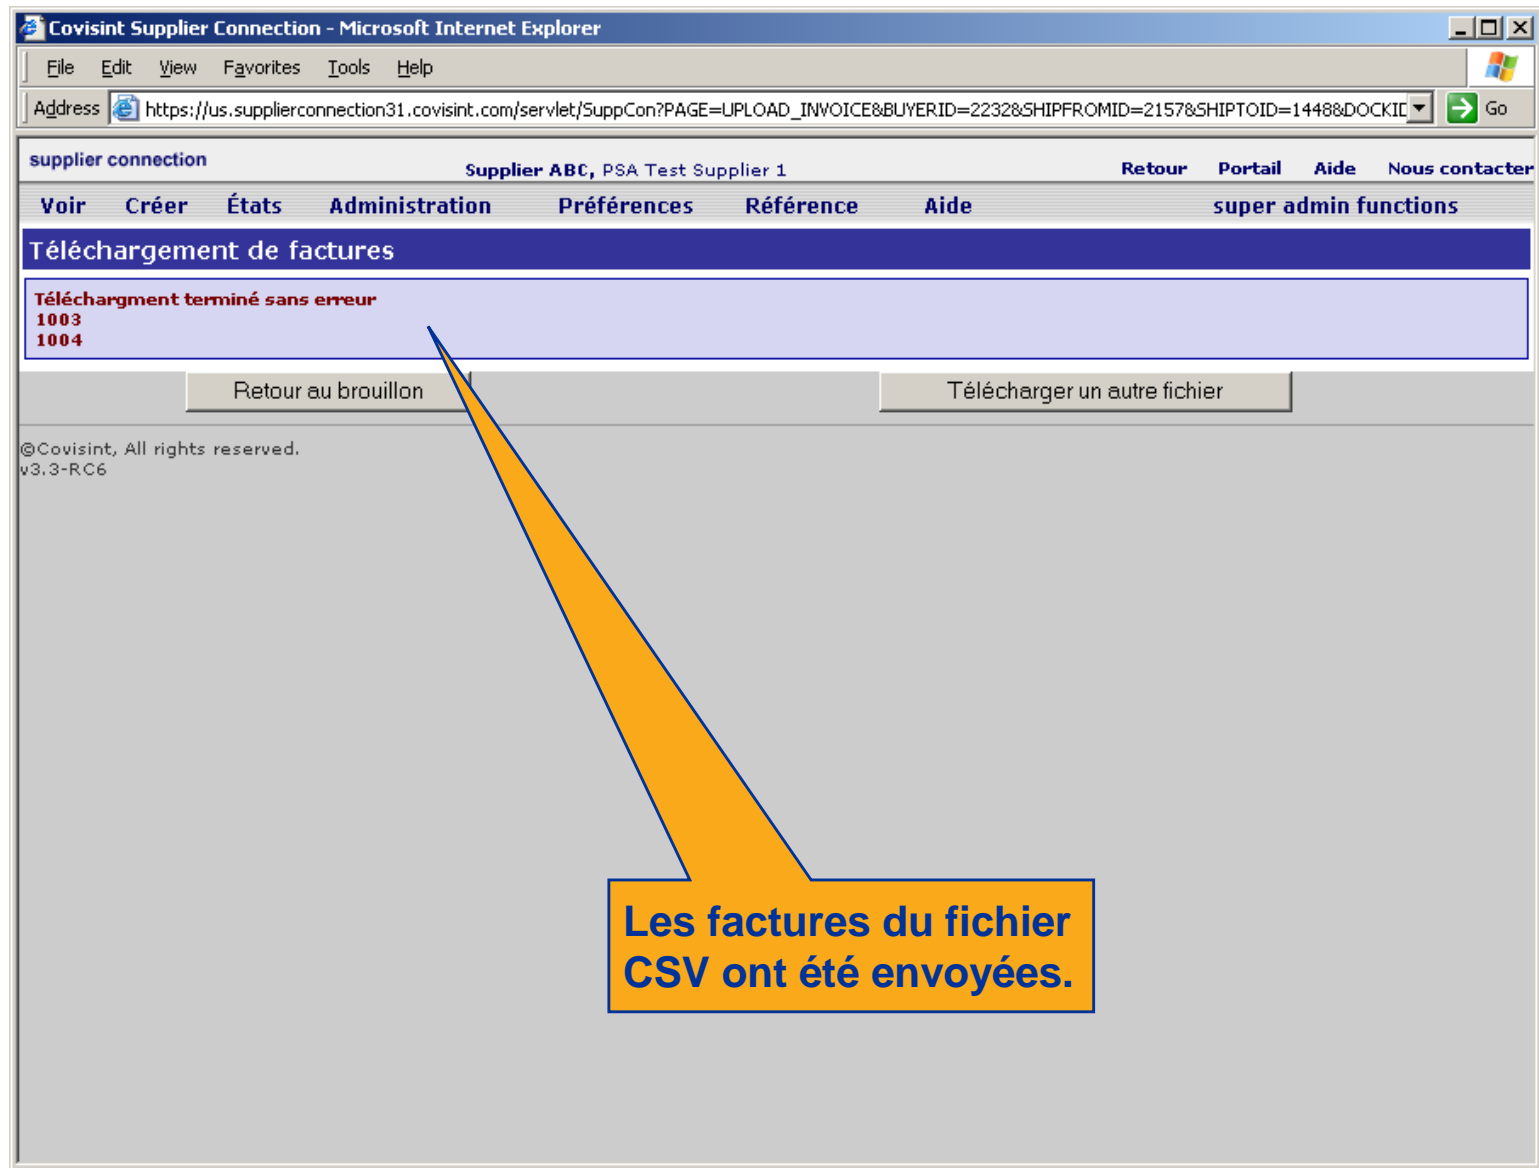 Covisint Supplier Connection - Microsoft Internet Explorer
File Edit View Favorites Tools Help
Address https://us.supplierconnection31.covisint.com/servlet/SuppCon?PAGE=UPLOAD_INVOICE&BUYERID=2232&SHIPFROMID=2157&SHIPTOID=1448&DOCKID Go
supplier connection Supplier ABC, PSA Test Supplier 1 Retour Portail Aide Nous contacter
Voir Créer États Administration Préférences Référence Aide super admin functions
Téléchargement de factures
Téléchargment terminé sans erreur
1003
1004
Retour au brouillon Télécharger un autre fichier
©Covisint, All rights reserved.
v3.3-RC6
Les factures du fichier
CSV ont été envoyées.